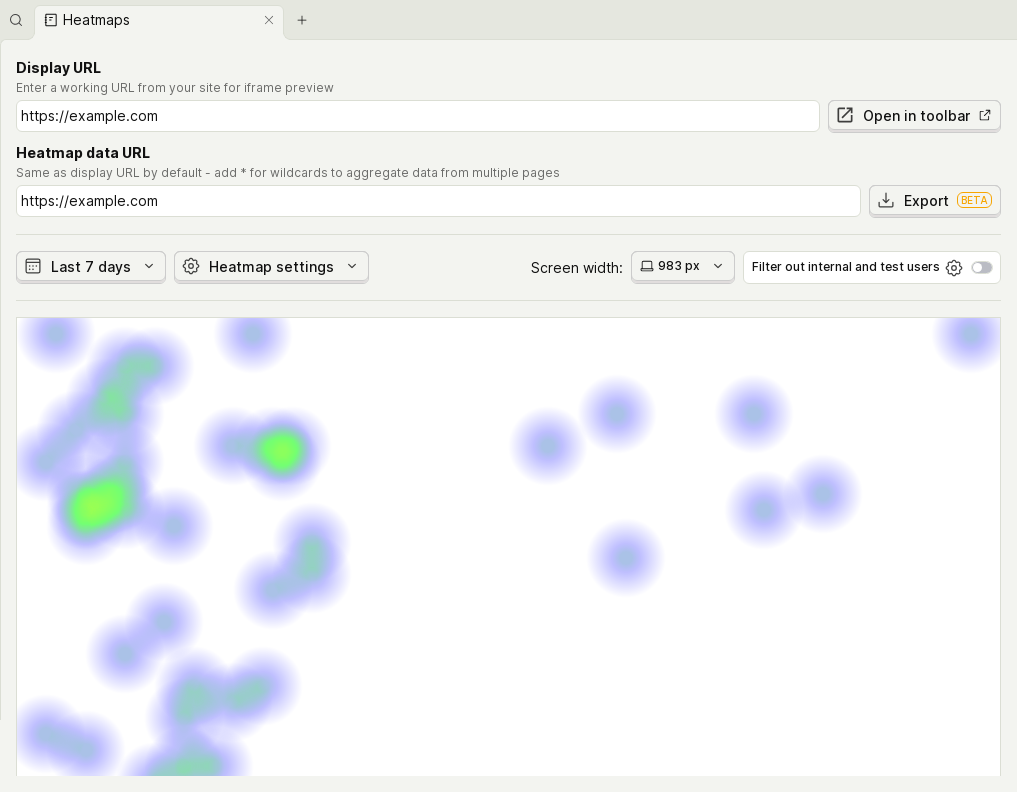 Heatmaps
Display URL
Enter a working URL from your site for iframe preview
https://example.com
Open in toolbar
Heatmap data URL
Same as display URL by default - add * for wildcards to aggregate data from multiple pages
https://example.com
Export BETA
Last 7 days
Heatmap settings
Screen width:
983 px
Filter out internal and test users